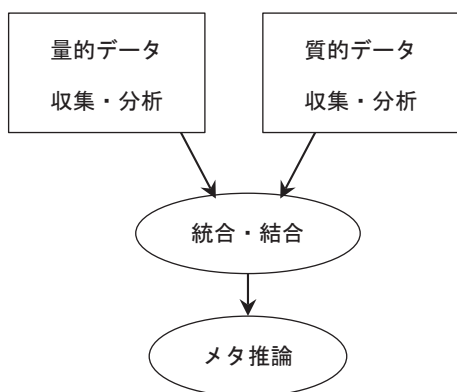 量的データ
収集・分析
質的データ
収集・分析
統合・結合
メタ推論